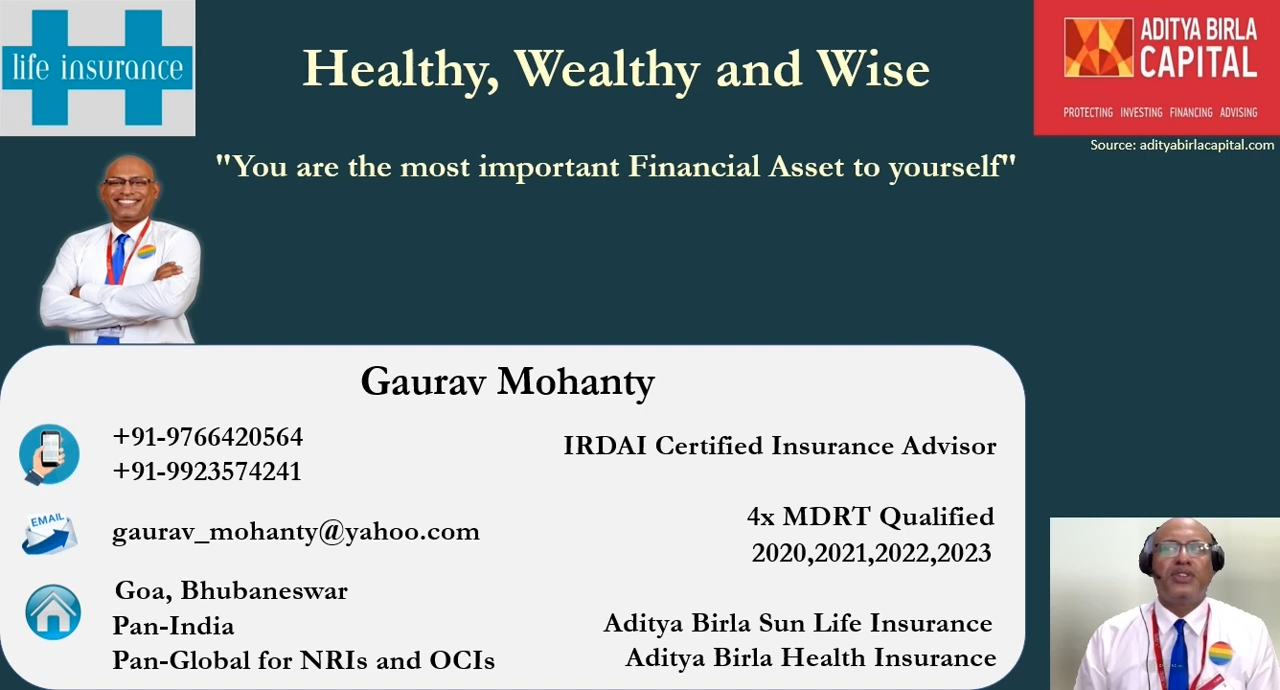 life insurance
Healthy, Wealthy and Wise
ADITYA BIRLA
CAPITAL
PROTECTING INVESTING FINANCING ADVISING
Source: adityabirlacapital.com
"You are the most important Financial Asset to yourself"
Gaurav Mohanty
+91-9766420564
+91-9923574241
IRDAI Certified Insurance Advisor
EMAIL
gaurav_mohanty@yahoo.com
4x MDRT Qualified
2020,2021,2022,2023
Goa, Bhubaneswar
Pan-India
Pan-Global for NRIs and OCIs
Aditya Birla Sun Life Insurance
Aditya Birla Health Insurance